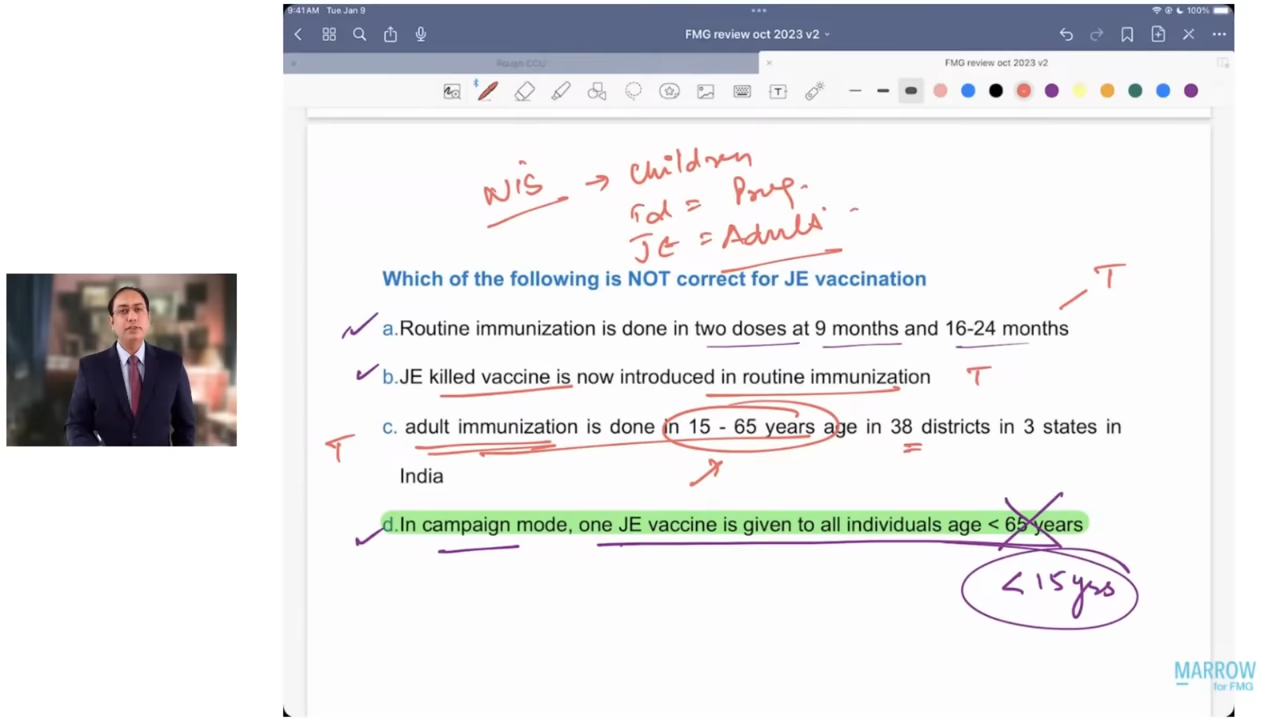 9:41 AM Tue Jan 9
100%
FMG review oct 2023 v2
Rough CCU
FMG review oct 2023 v2
NIS → Children
Td = Preg.
JE = Adults
Which of the following is NOT correct for JE vaccination
T
a.Routine immunization is done in two doses at 9 months and 16-24 months
b.JE killed vaccine is now introduced in routine immunization T
c. adult immunization is done in 15 - 65 years age in 38 districts in 3 states in
T
India
d.In campaign mode, one JE vaccine is given to all individuals age < 65 years
< 15 yrs
MARROW
for FMG